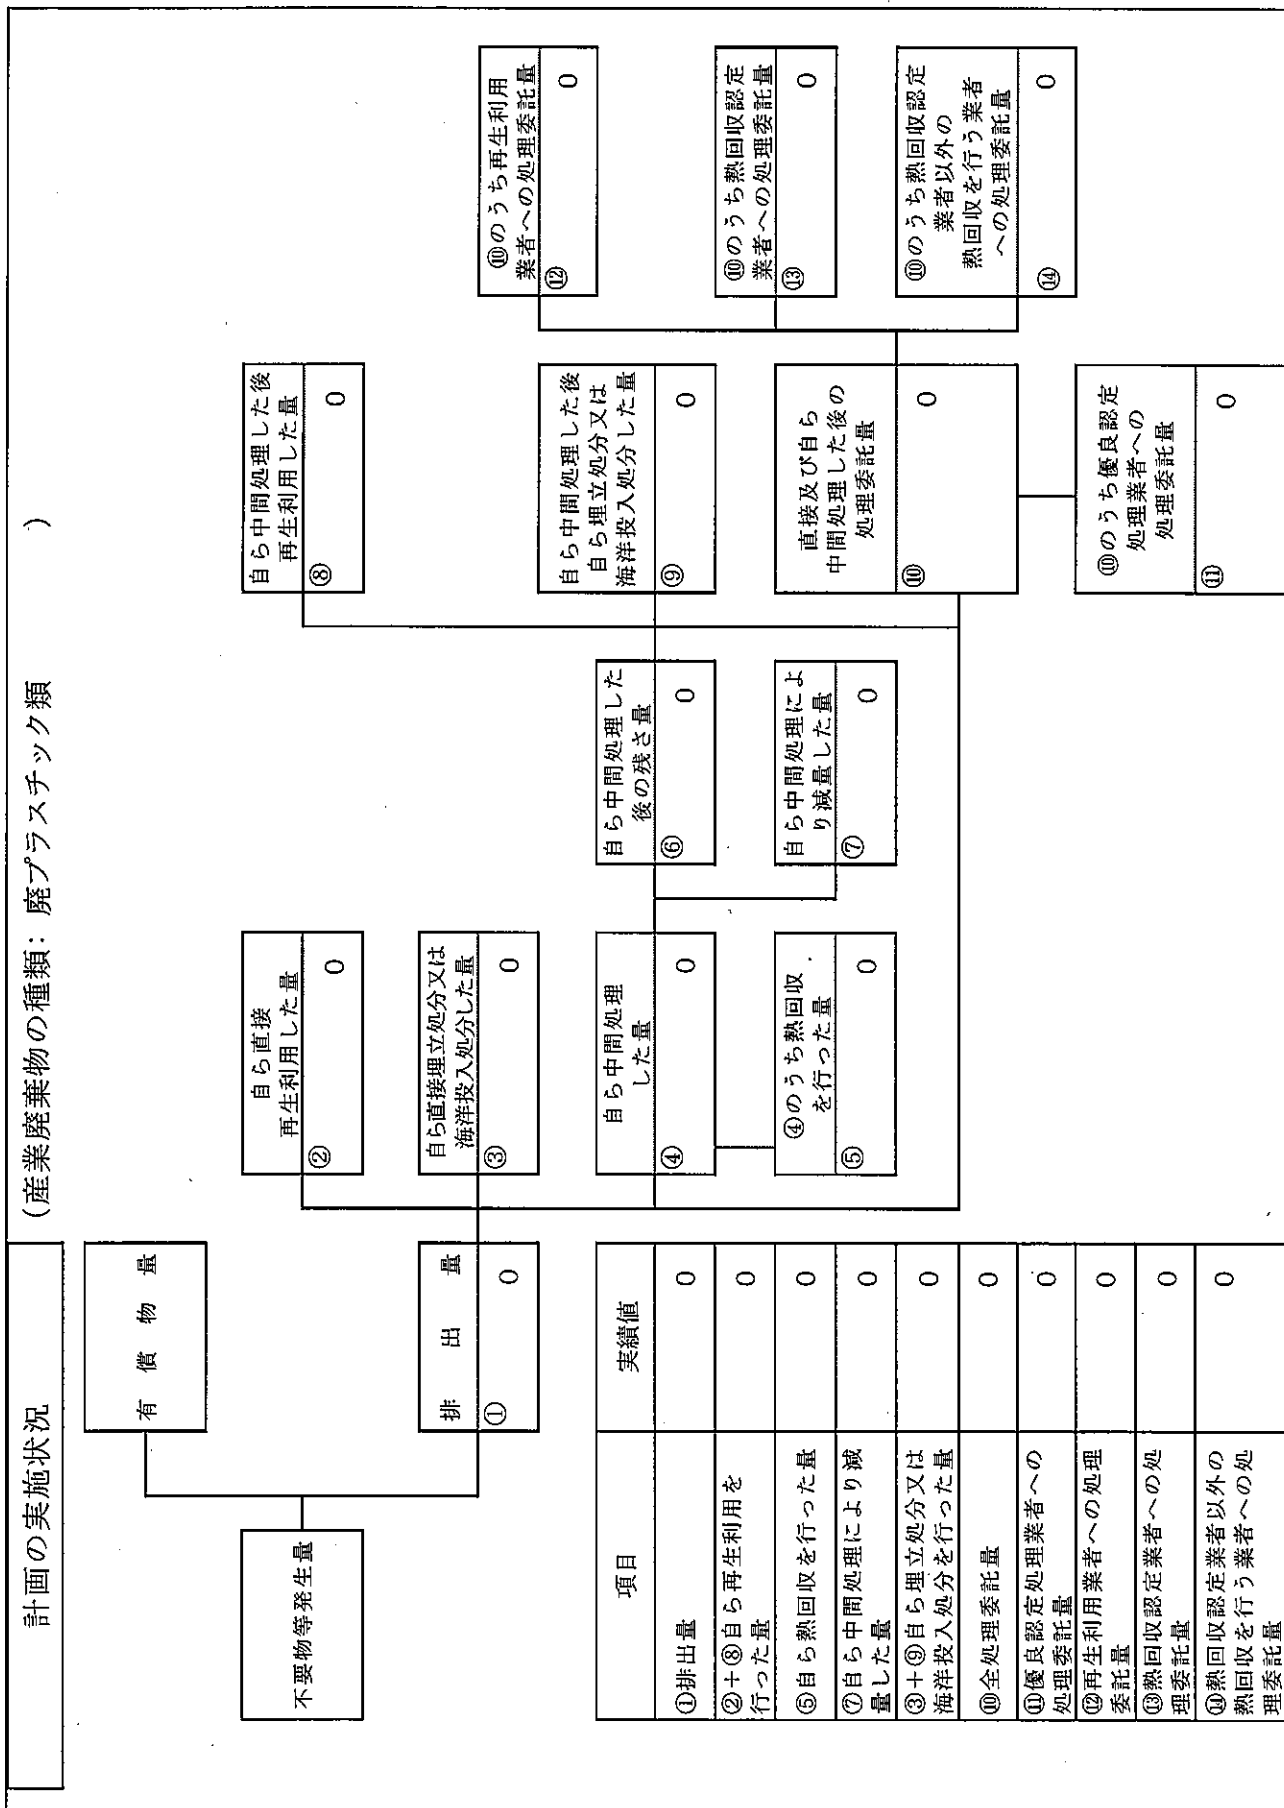 計画の実施状況
(産業廃棄物の種類：廃プラスチック類 )
有償物量
不要物等発生量
排出量
① 0
自ら直接
再生利用した量
② 0
自ら直接埋立処分又は
海洋投入処分した量
③ 0
自ら中間処理
した量
④ 0
④のうち熱回収
を行った量
⑤ 0
自ら中間処理した
後の残さ量
⑥ 0
自ら中間処理によ
り減量した量
⑦ 0
自ら中間処理した後
再生利用した量
⑧ 0
自ら中間処理した後
自ら埋立処分又は
海洋投入処分した量
⑨ 0
直接及び自ら
中間処理した後の
処理委託量
⑩ 0
⑩のうち優良認定
処理業者への
処理委託量
⑪ 0
⑩のうち再生利用
業者への処理委託量
⑫ 0
⑩のうち熱回収認定
業者への処理委託量
⑬ 0
⑩のうち熱回収認定
業者以外の
熱回収を行う業者
への処理委託量
⑭ 0
項目 実績値
①排出量 0
②＋⑧自ら再生利用を
行った量 0
⑤自ら熱回収を行った量 0
⑦自ら中間処理により減
量した量 0
③＋⑨自ら埋立処分又は
海洋投入処分を行った量 0
⑩全処理委託量 0
⑪優良認定処理業者への
処理委託量 0
⑫再生利用業者への処理
委託量 0
⑬熱回収認定業者への処
理委託量 0
⑭熱回収認定業者以外の
熱回収を行う業者への処
理委託量 0